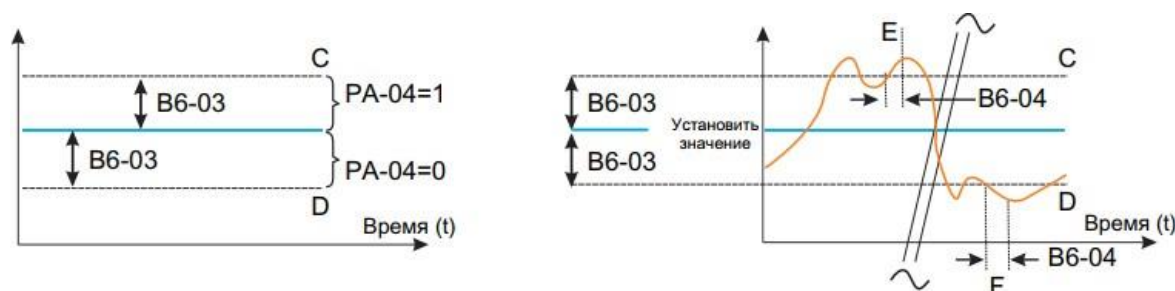 C
B6-03
PA-04=1
B6-03
PA-04=0
D
Время (t)
E
C
B6-03
B6-04
Установить
значение
B6-03
D
Время (t)
B6-04
E